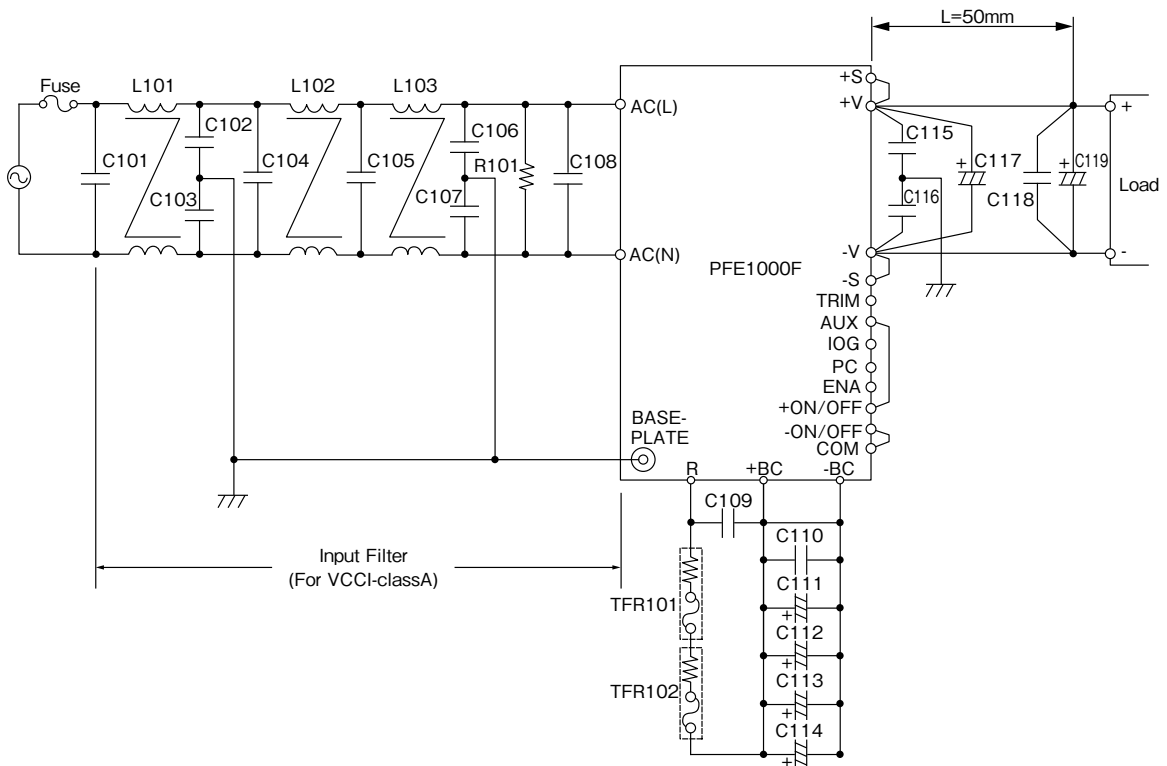 L=50mm
Fuse
L101
L102
L103
C101
C102
C103
C104
C105
C106
C107
R101
C108
AC(L)
AC(N)
PFE1000F
BASE-
PLATE
+S
+V
-V
-S
TRIM
AUX
IOG
PC
ENA
+ON/OFF
-ON/OFF
COM
C115
C116
+ C117
C118
+ C119
+
Load
-
R
+BC
-BC
C109
C110
C111
+
C112
+
C113
+
C114
+
TFR101
TFR102
Input Filter
(For VCCI-classA)